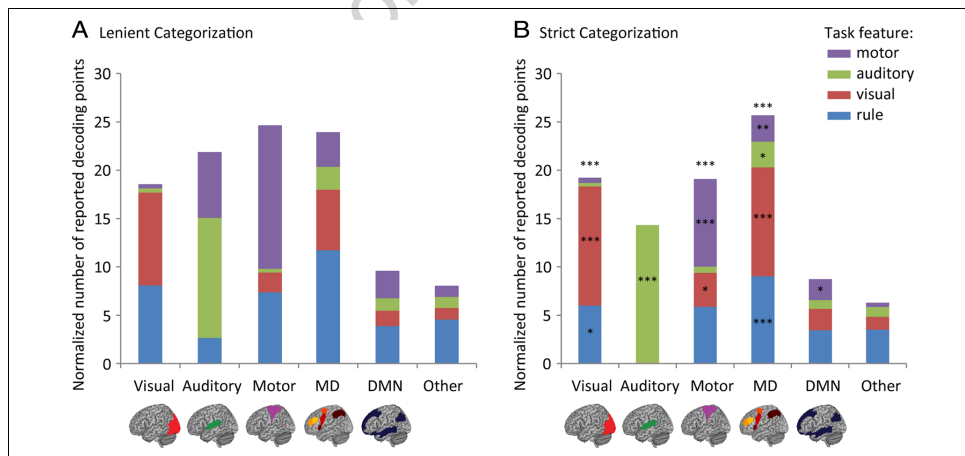 A Lenient Categorization
Normalized number of reported decoding points
30
25
20
15
10
5
0
Visual Auditory Motor MD DMN Other
B Strict Categorization
Task feature:
motor
auditory
visual
rule
Normalized number of reported decoding points
30
25
20
15
10
5
0
***
***
*
***
***
***
*
***
**
*
***
***
*
Visual Auditory Motor MD DMN Other